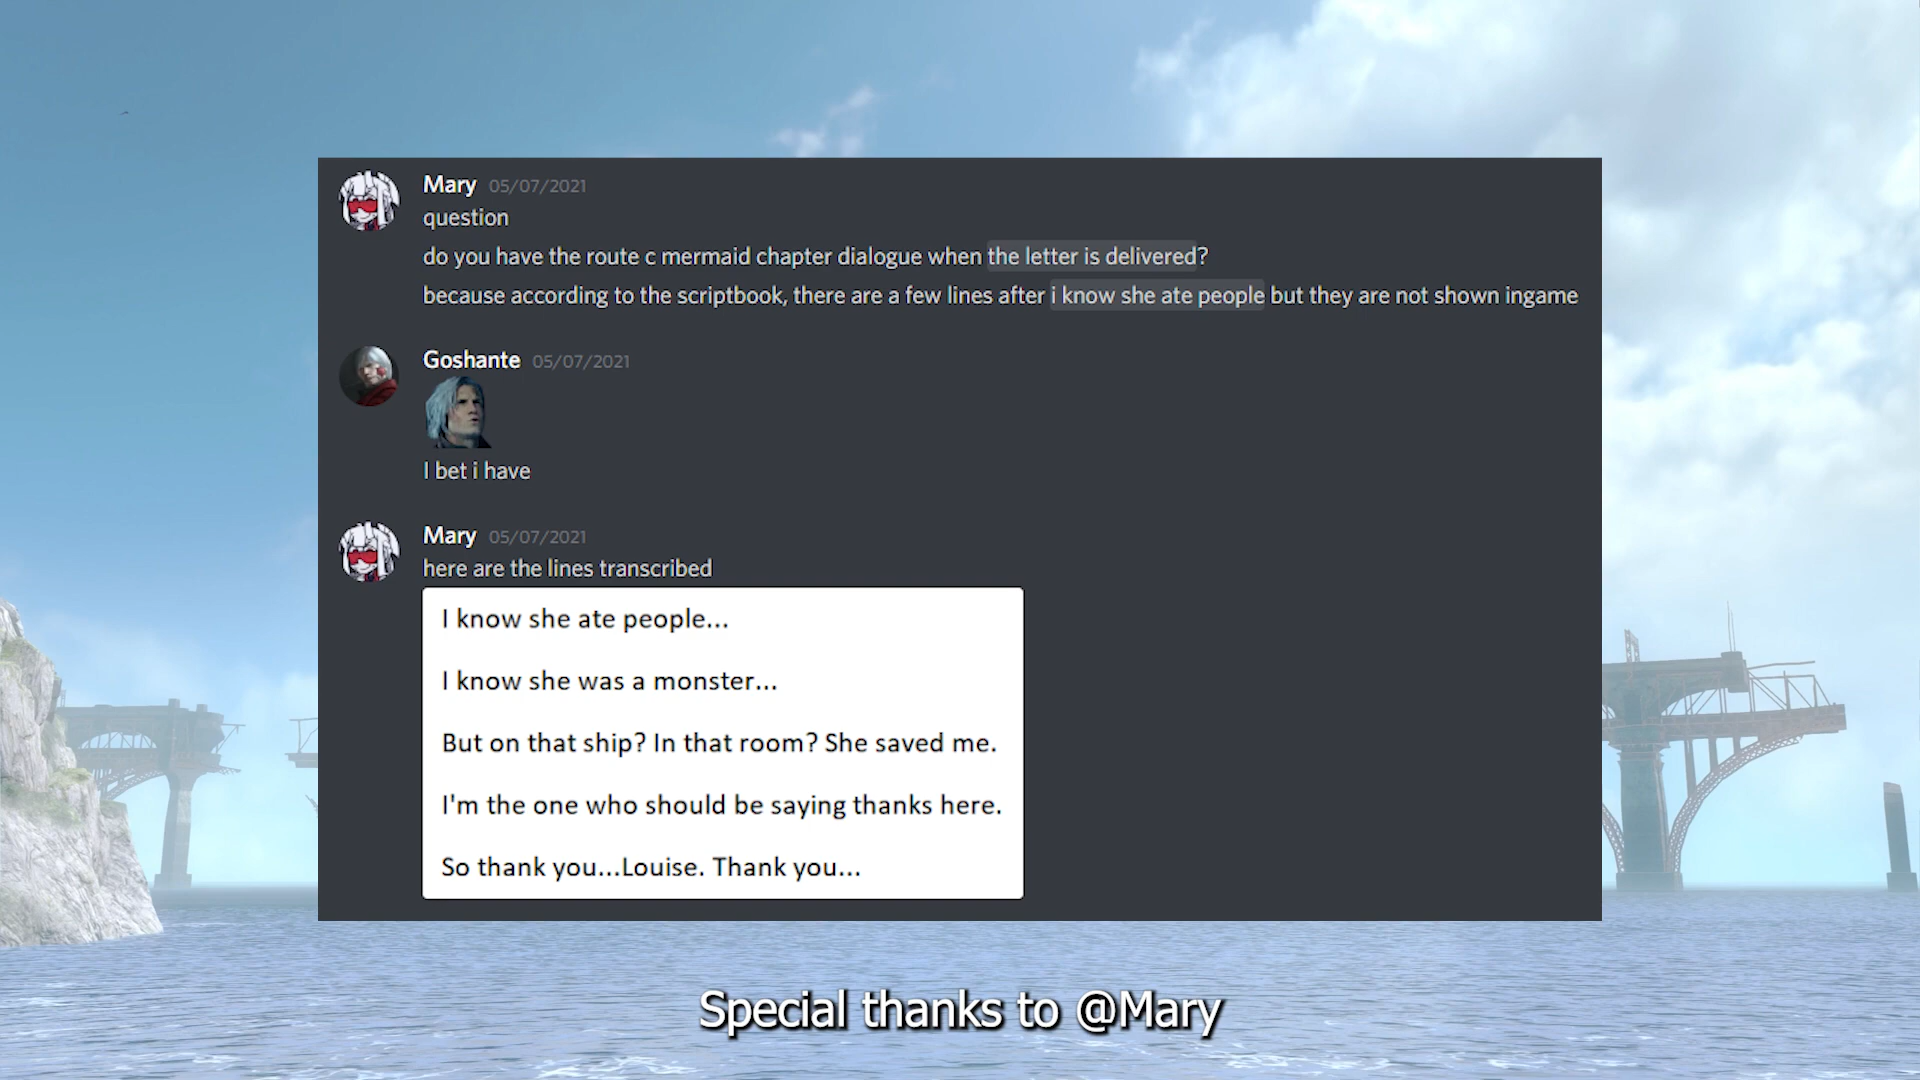 Mary 05/07/2021
question
do you have the route c mermaid chapter dialogue when the letter is delivered?
because according to the scriptbook, there are a few lines after i know she ate people but they are not shown ingame
Goshante 05/07/2021
I bet i have
Mary 05/07/2021
here are the lines transcribed
I know she ate people...
I know she was a monster...
But on that ship? In that room? She saved me.
I'm the one who should be saying thanks here.
So thank you...Louise. Thank you...
Special thanks to @Mary